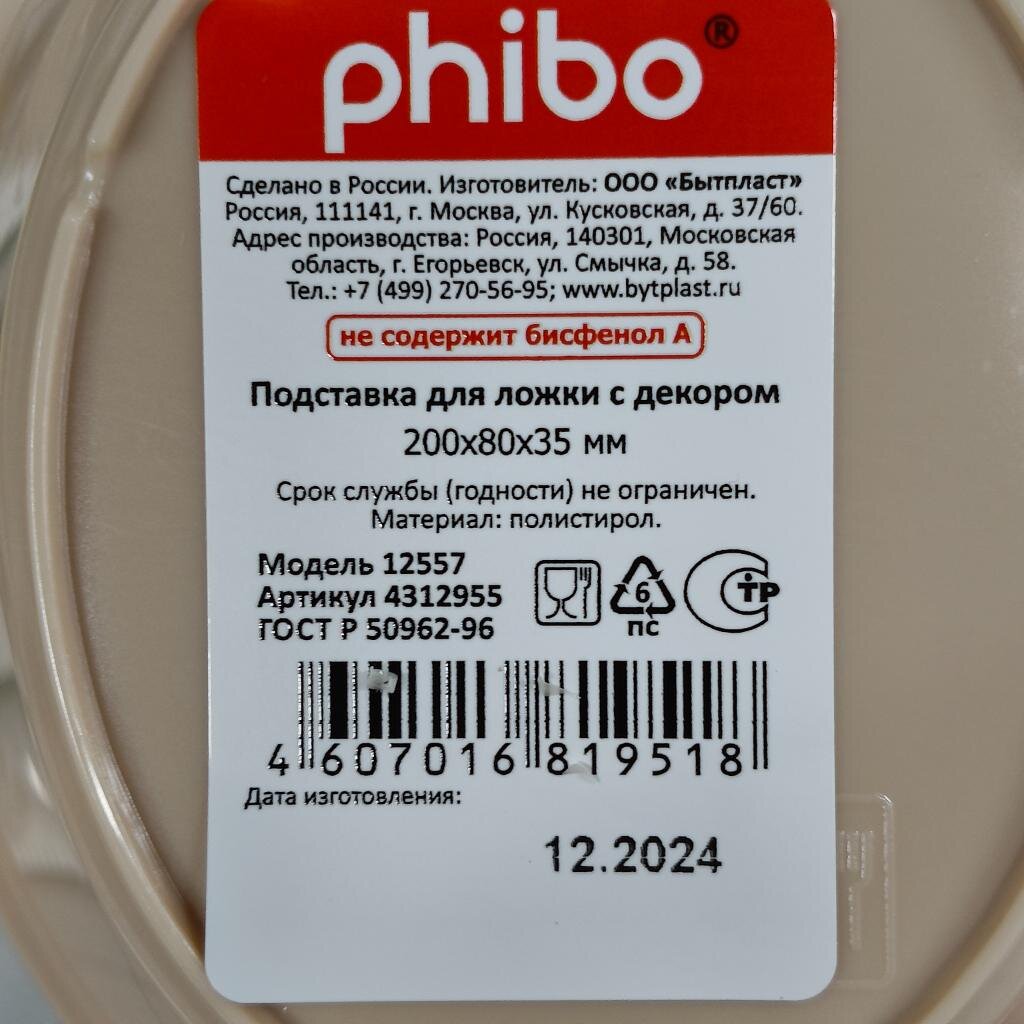 phibo®
Сделано в России. Изготовитель: ООО «Бытпласт»
Россия, 111141, г. Москва, ул. Кусковская, д. 37/60.
Адрес производства: Россия, 140301, Московская
область, г. Егорьевск, ул. Смычка, д. 58.
Тел.: +7 (499) 270-56-95; www.bytplast.ru
не содержит бисфенол А
Подставка для ложки с декором
200х80х35 мм
Срок службы (годности) не ограничен.
Материал: полистирол.
Модель 12557
Артикул 4312955
ГОСТ Р 50962-96
6
ПС
СТР
4 607016 819518
Дата изготовления:
12.2024